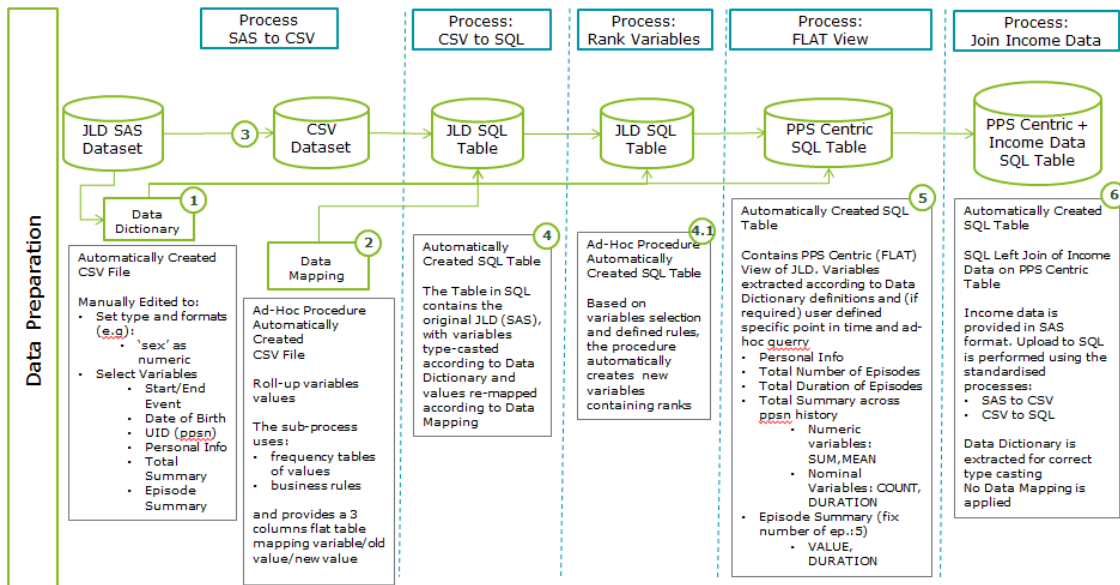 Data Preparation
Process
SAS to CSV
Process:
CSV to SQL
Process:
Rank Variables
Process:
FLAT View
Process:
Join Income Data
JLD SAS
Dataset
3
CSV
Dataset
JLD SQL
Table
JLD SQL
Table
PPS Centric
SQL Table
PPS Centric +
Income Data
SQL Table
1
Data
Dictionary
Automatically Created
CSV File
Manually Edited to:
• Set type and formats
(e.g):
• ‘sex’ as
numeric
• Select Variables
• Start/End
Event
• Date of Birth
• UID (ppsn)
• Personal Info
• Total
Summary
• Episode
Summary
2
Data
Mapping
Ad-Hoc Procedure
Automatically
Created
CSV File
Roll-up variables
values
The sub-process
uses:
• frequency tables
of values
• business rules
and provides a 3
columns flat table
mapping variable/old
value/new value
4
Automatically
Created SQL Table
The Table in SQL
contains the
original JLD (SAS),
with variables
type-casted
according to Data
Dictionary and
values re-mapped
according to Data
Mapping
4.1
Ad-Hoc Procedure
Automatically
Created SQL Table
Based on
variables selection
and defined rules,
the procedure
automatically
creates new
variables
containing ranks
5
Automatically Created SQL
Table
Contains PPS Centric (FLAT)
View of JLD. Variables
extracted according to Data
Dictionary definitions and (if
required) user defined
specific point in time and ad-
hoc querry
• Personal Info
• Total Number of Episodes
• Total Duration of Episodes
• Total Summary across
ppsn history
• Numeric
variables:
SUM,MEAN
• Nominal
Variables: COUNT,
DURATION
• Episode Summary (fix
number of ep.:5)
• VALUE,
DURATION
6
Automatically Created
SQL Table
SQL Left Join of Income
Data on PPS Centric
Table
Income data is
provided in SAS
format. Upload to SQL
is performed using the
standardised
processes:
• SAS to CSV
• CSV to SQL
Data Dictionary is
extracted for correct
type casting
No Data Mapping is
applied